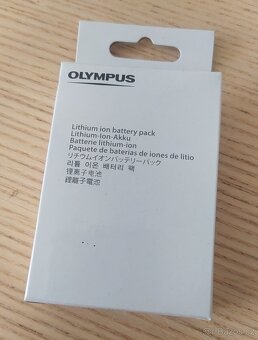 OLYMPUS
Lithium ion battery pack
Lithium-Ion-Akku
Batterie lithium-ion
Paquete de baterias de iones de litio
リチウムイオンバッテリーパック
리튬 이온 배터리 팩
锂离子电池
鋰離子電池